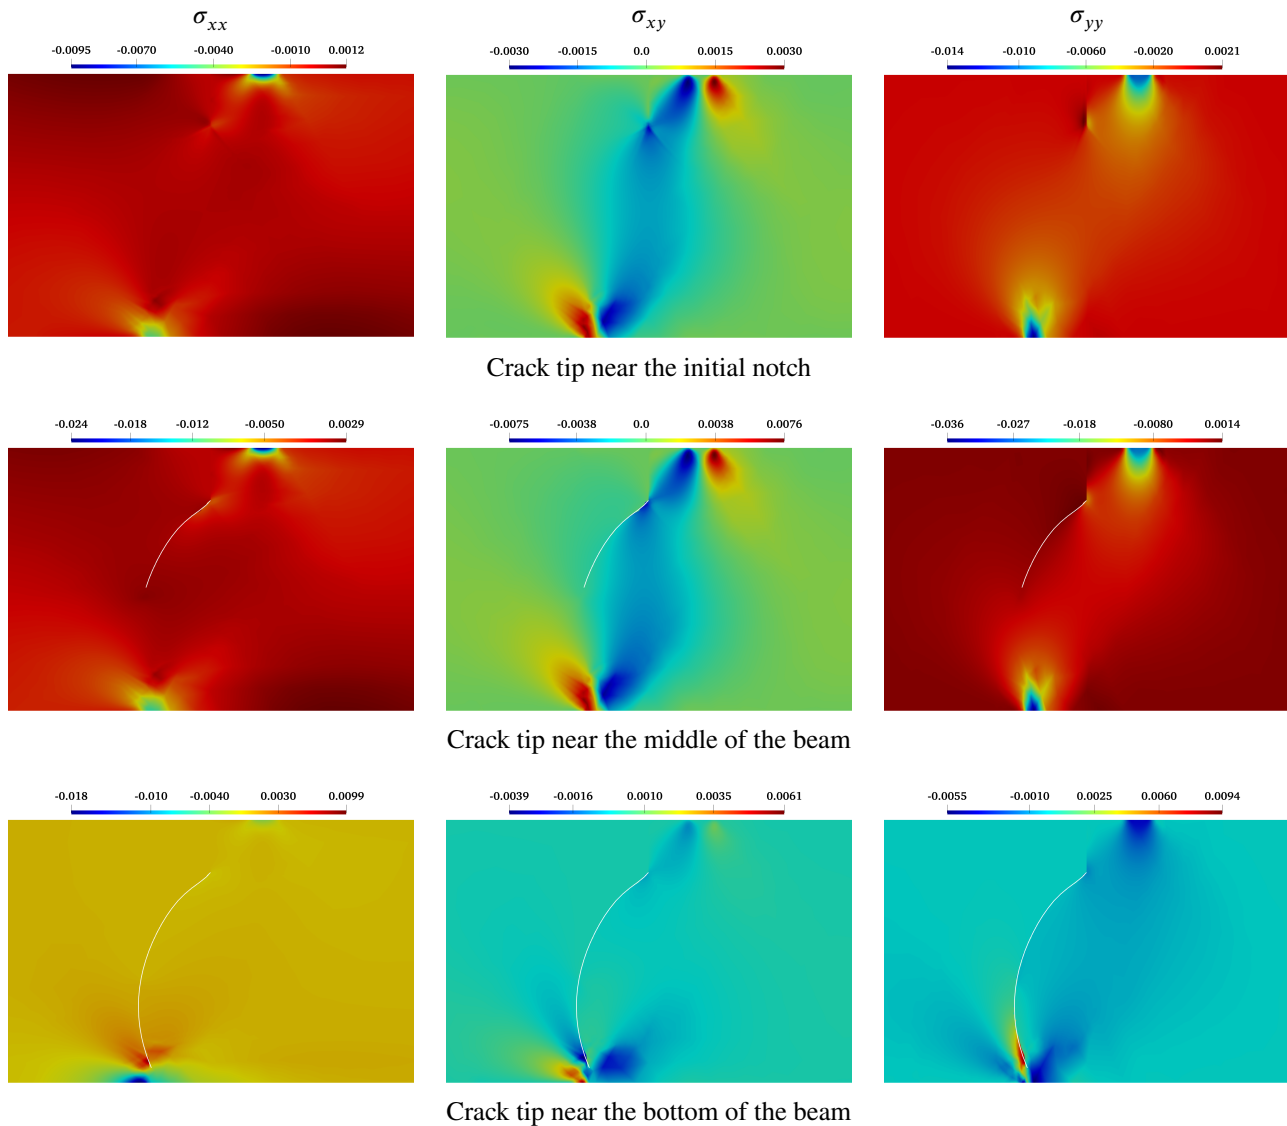 σxx σxy σyy
-0.0095 -0.0070 -0.0040 -0.0010 0.0012 -0.0030 -0.0015 0.0 0.0015 0.0030 -0.014 -0.010 -0.0060 -0.0020 0.0021
Crack tip near the initial notch
-0.024 -0.018 -0.012 -0.0050 0.0029 -0.0075 -0.0038 0.0 0.0038 0.0076 -0.036 -0.027 -0.018 -0.0080 0.0014
Crack tip near the middle of the beam
-0.018 -0.010 -0.0040 0.0030 0.0099 -0.0039 -0.0016 0.0010 0.0035 0.0061 -0.0055 -0.0010 0.0025 0.0060 0.0094
Crack tip near the bottom of the beam